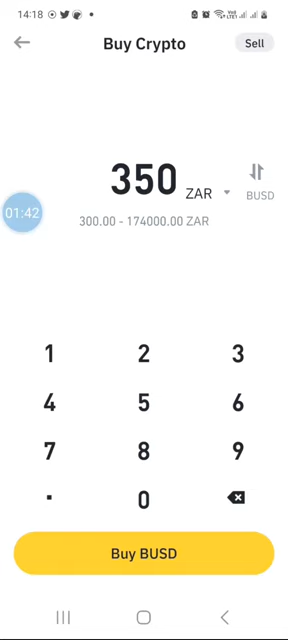 14:18
Buy Crypto
Sell
350 ZAR
BUSD
01:42
300.00 - 174000.00 ZAR
1 2 3
4 5 6
7 8 9
. 0
Buy BUSD